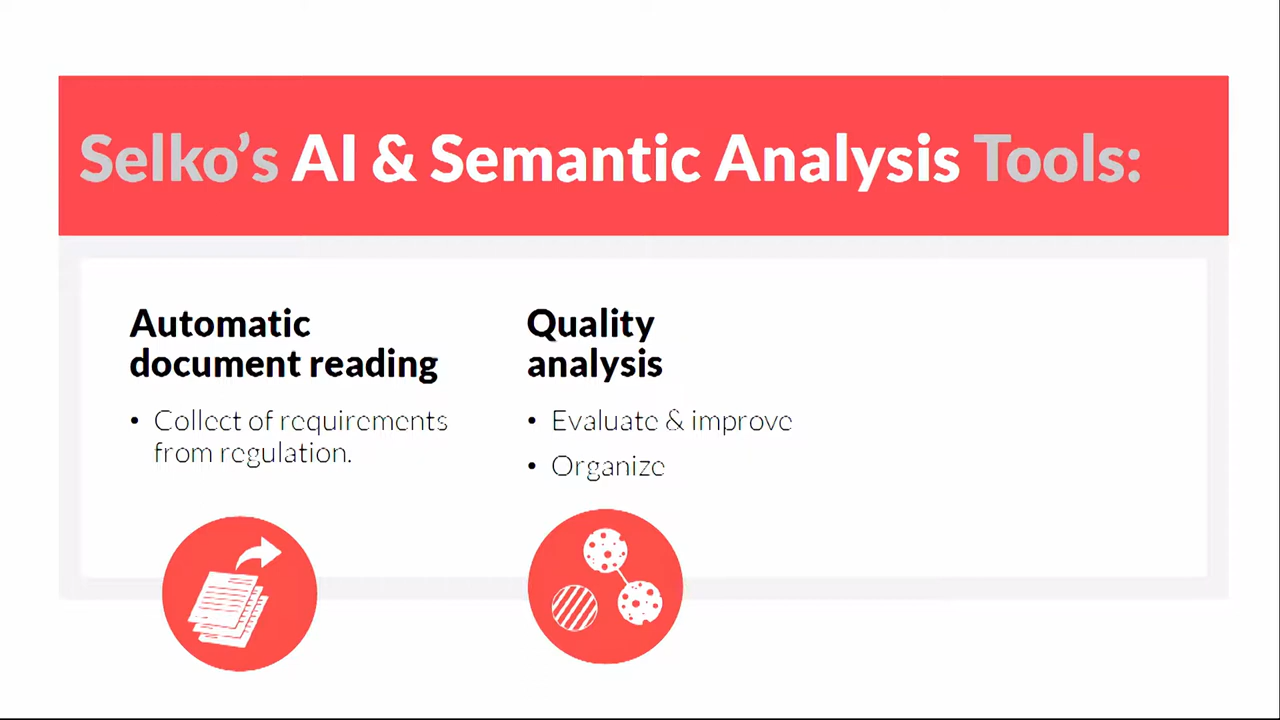 Selko’s AI & Semantic Analysis Tools:
Automatic
document reading
• Collect of requirements
from regulation.
Quality
analysis
• Evaluate & improve
• Organize